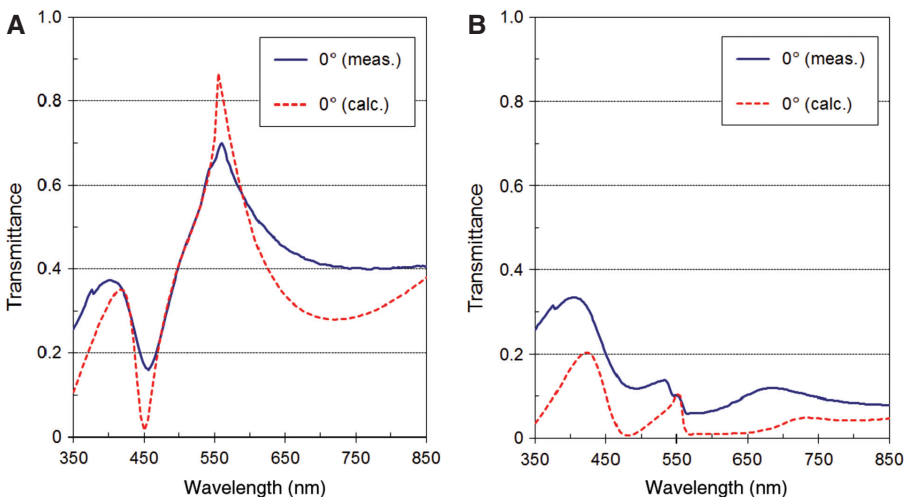 A
Transmittance
1.0
0.8
0.6
0.4
0.2
0
0° (meas.)
0° (calc.)
350 450 550 650 750 850
Wavelength (nm)
B
Transmittance
1.0
0.8
0.6
0.4
0.2
0
0° (meas.)
0° (calc.)
350 450 550 650 750 850
Wavelength (nm)